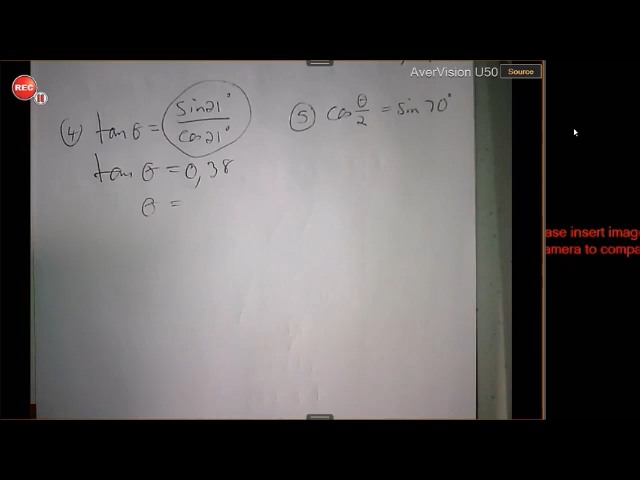 AverVision U50
Source
REC
④ tan θ = sin21° / cos21°
tan θ = 0,38
θ =
⑤ cos θ/2 = sin 70°
ase insert imag
amera to compa